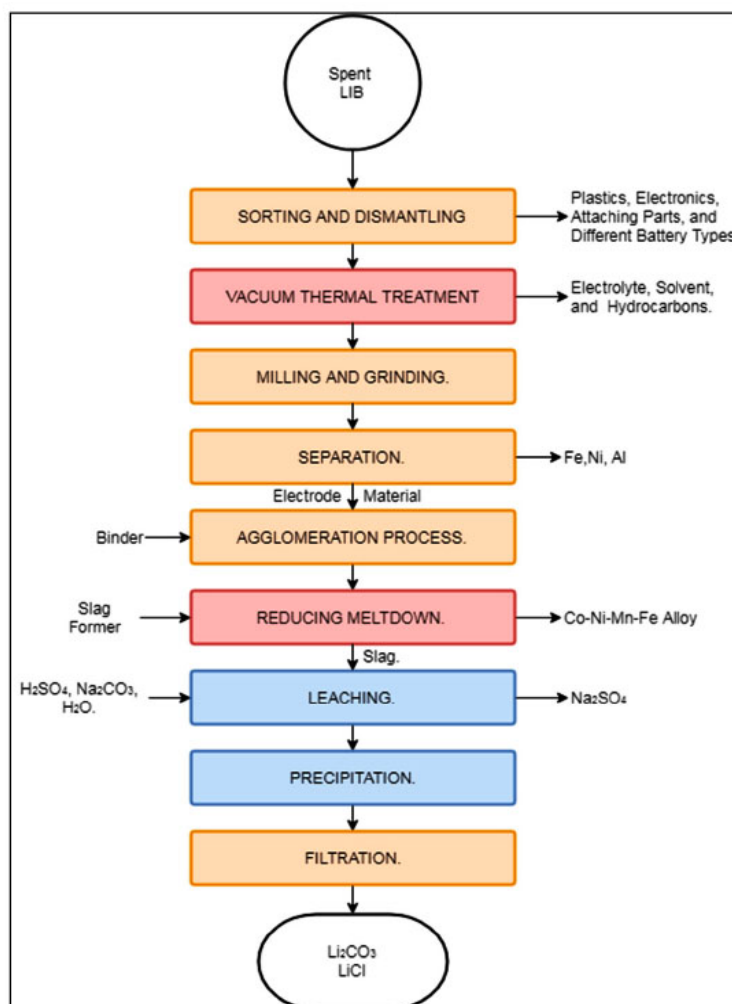 Spent
LIB
SORTING AND DISMANTLING
Plastics, Electronics,
Attaching Parts, and
Different Battery Types
VACUUM THERMAL TREATMENT
Electrolyte, Solvent,
and Hydrocarbons.
MILLING AND GRINDING.
SEPARATION.
Fe,Ni, Al
Electrode Material
Binder
AGGLOMERATION PROCESS.
Slag
Former
REDUCING MELTDOWN.
Co-Ni-Mn-Fe Alloy
Slag.
H₂SO₄, Na₂CO₃,
H₂O.
LEACHING.
Na₂SO₄
PRECIPITATION.
FILTRATION.
Li₂CO₃
LiCl